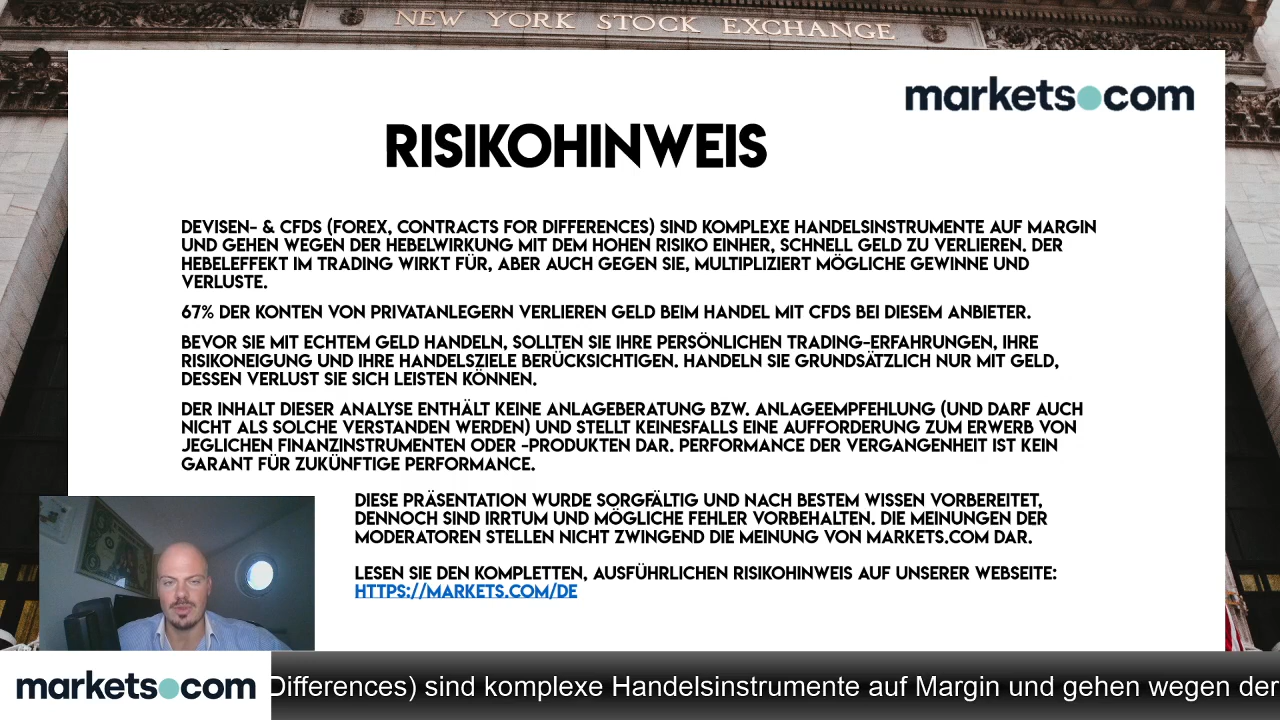 NEW YORK STOCK EXCHANGE
markets.com
RISIKOHINWEIS
DEVISEN- & CFDS (FOREX, CONTRACTS FOR DIFFERENCES) SIND KOMPLEXE HANDELSINSTRUMENTE AUF MARGIN
UND GEHEN WEGEN DER HEBELWIRKUNG MIT DEM HOHEN RISIKO EINHER, SCHNELL GELD ZU VERLIEREN. DER
HEBELEFFEKT IM TRADING WIRKT FÜR, ABER AUCH GEGEN SIE, MULTIPLIZIERT MÖGLICHE GEWINNE UND
VERLUSTE.
67% DER KONTEN VON PRIVATANLEGERN VERLIEREN GELD BEIM HANDEL MIT CFDS BEI DIESEM ANBIETER.
BEVOR SIE MIT ECHTEM GELD HANDELN, SOLLTEN SIE IHRE PERSÖNLICHEN TRADING-ERFAHRUNGEN, IHRE
RISIKONEIGUNG UND IHRE HANDELSZIELE BERÜCKSICHTIGEN. HANDELN SIE GRUNDSÄTZLICH NUR MIT GELD,
DESSEN VERLUST SIE SICH LEISTEN KÖNNEN.
DER INHALT DIESER ANALYSE ENTHÄLT KEINE ANLAGEBERATUNG BZW. ANLAGEEMPFEHLUNG (UND DARF AUCH
NICHT ALS SOLCHE VERSTANDEN WERDEN) UND STELLT KEINESFALLS EINE AUFFORDERUNG ZUM ERWERB VON
JEGLICHEN FINANZINSTRUMENTEN ODER -PRODUKTEN DAR. PERFORMANCE DER VERGANGENHEIT IST KEIN
GARANT FÜR ZUKÜNFTIGE PERFORMANCE.
DIESE PRÄSENTATION WURDE SORGFÄLTIG UND NACH BESTEM WISSEN VORBEREITET,
DENNOCH SIND IRRTUM UND MÖGLICHE FEHLER VORBEHALTEN. DIE MEINUNGEN DER
MODERATOREN STELLEN NICHT ZWINGEND DIE MEINUNG VON MARKETS.COM DAR.
LESEN SIE DEN KOMPLETTEN, AUSFÜHRLICHEN RISIKOHINWEIS AUF UNSERER WEBSEITE:
HTTPS://MARKETS.COM/DE
markets.com
Differences) sind komplexe Handelsinstrumente auf Margin und gehen wegen der